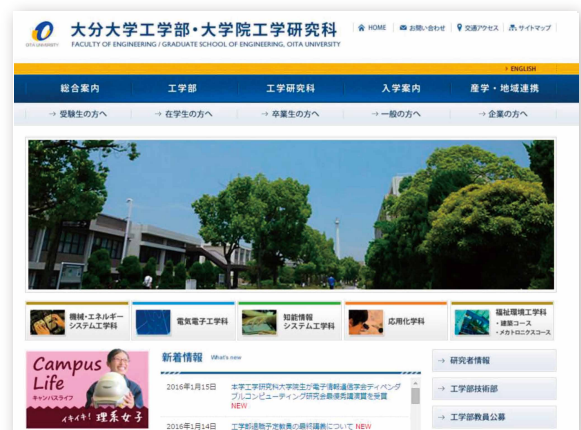 大分大学工学部・大学院工学研究科
FACULTY OF ENGINEERING / GRADUATE SCHOOL OF ENGINEERING, OITA UNIVERSITY
OITA UNIVERSITY
HOME お問い合わせ 交通アクセス サイトマップ
ENGLISH
総合案内 工学部 工学研究科 入学案内 産学・地域連携
→ 受験生の方へ → 在学生の方へ → 卒業生の方へ → 一般の方へ → 企業の方へ
機械・エネルギー
システム工学科
電気電子工学科
知能情報
システム工学科
応用化学科
福祉環境工学科
・建築コース
・メカトロニクスコース
Campus
Life
キャンパスライフ
イキイキ! 理系女子
新着情報 What's new
2016年1月15日 本学工学研究科大学院生が電子情報通信学会ディペンダ
ブルコンピューティング研究会最優秀講演賞を受賞
NEW
2016年1月14日 工学部退職予定教員の最終講義について NEW
→ 研究者情報
→ 工学部技術部
→ 工学部教員公募